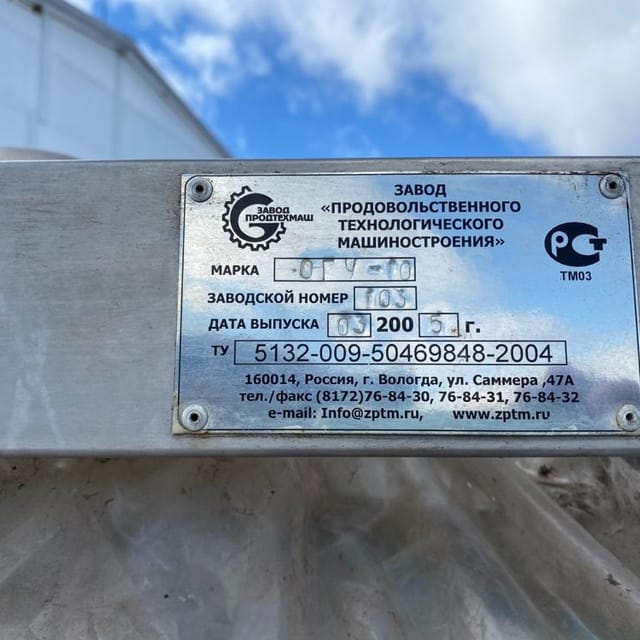 ЗАВОД
ПРОДТЕХМАШ
ЗАВОД
«ПРОДОВОЛЬСТВЕННОГО
ТЕХНОЛОГИЧЕСКОГО
МАШИНОСТРОЕНИЯ»
РСТ
ТМ03
МАРКА ОГУ-10
ЗАВОДСКОЙ НОМЕР 103
ДАТА ВЫПУСКА 03 200 5 г.
ТУ 5132-009-50469848-2004
160014, Россия, г. Вологда, ул. Саммера ,47А
тел./факс (8172)76-84-30, 76-84-31, 76-84-32
e-mail: Info@zptm.ru, www.zptm.ru